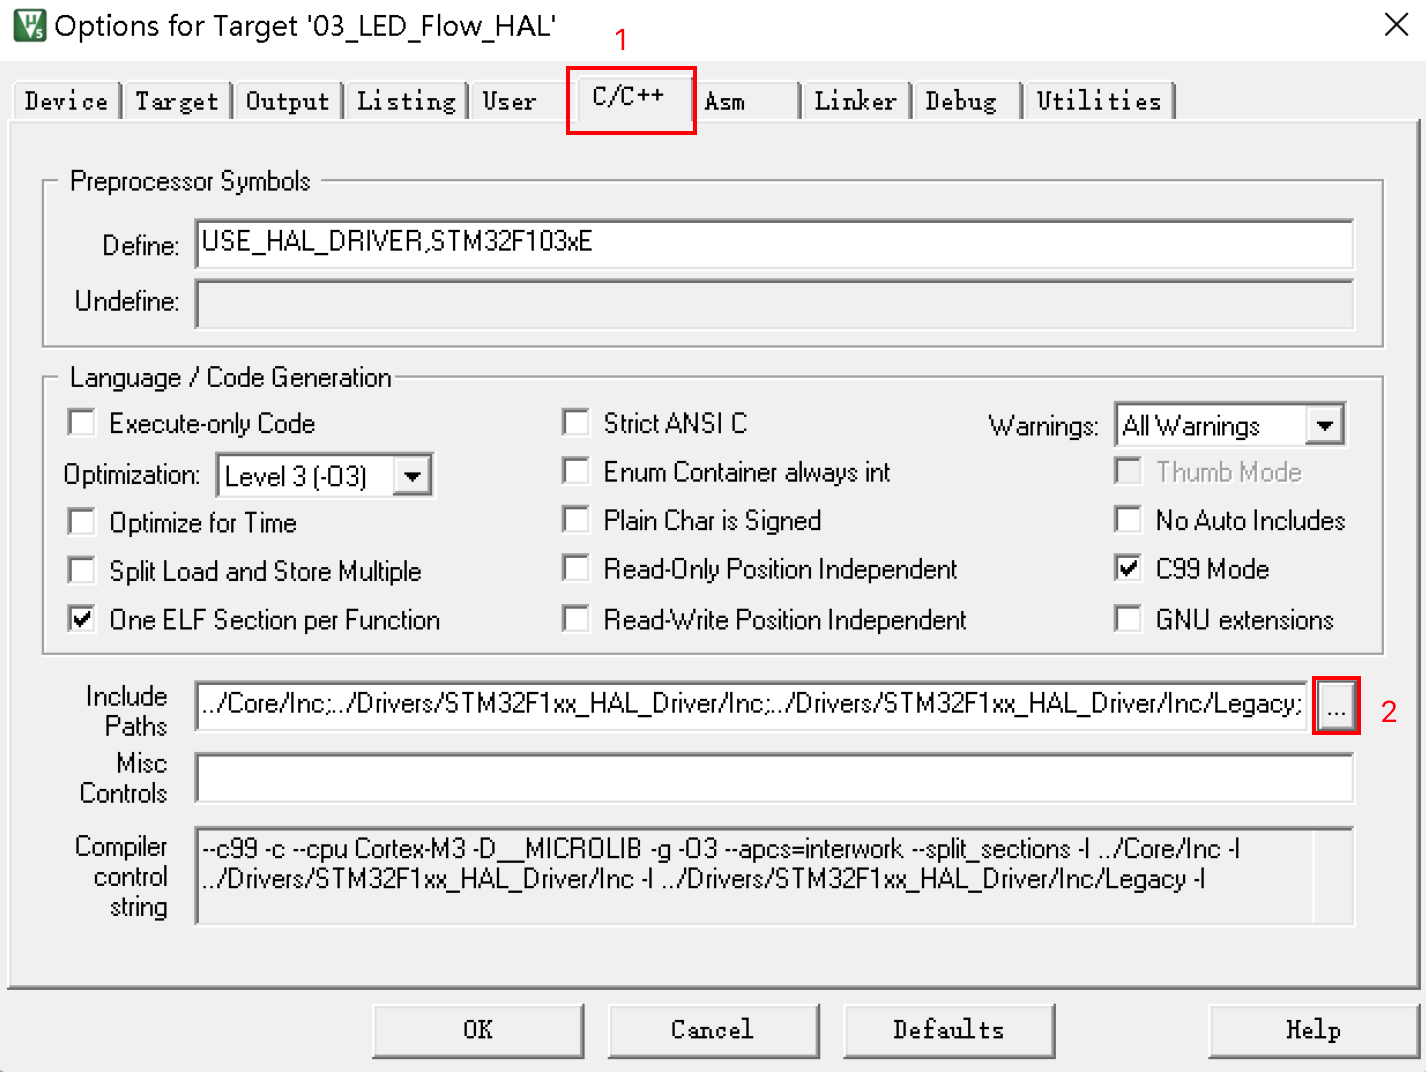 Options for Target '03_LED_Flow_HAL'
1
Device Target Output Listing User C/C++ Asm Linker Debug Utilities
Preprocessor Symbols
Define: USE_HAL_DRIVER,STM32F103xE
Undefine:
Language / Code Generation
Execute-only Code Strict ANSI C Warnings: All Warnings
Optimization: Level 3 (-O3) Enum Container always int Thumb Mode
Optimize for Time Plain Char is Signed No Auto Includes
Split Load and Store Multiple Read-Only Position Independent C99 Mode
One ELF Section per Function Read-Write Position Independent GNU extensions
Include
Paths
../Core/Inc;../Drivers/STM32F1xx_HAL_Driver/Inc;../Drivers/STM32F1xx_HAL_Driver/Inc/Legacy; ... 2
Misc
Controls
Compiler
control
string
--c99 -c --cpu Cortex-M3 -D__MICROLIB -g -O3 --apcs=interwork --split_sections -I ../Core/Inc -I
../Drivers/STM32F1xx_HAL_Driver/Inc -I ../Drivers/STM32F1xx_HAL_Driver/Inc/Legacy -I
OK Cancel Defaults Help